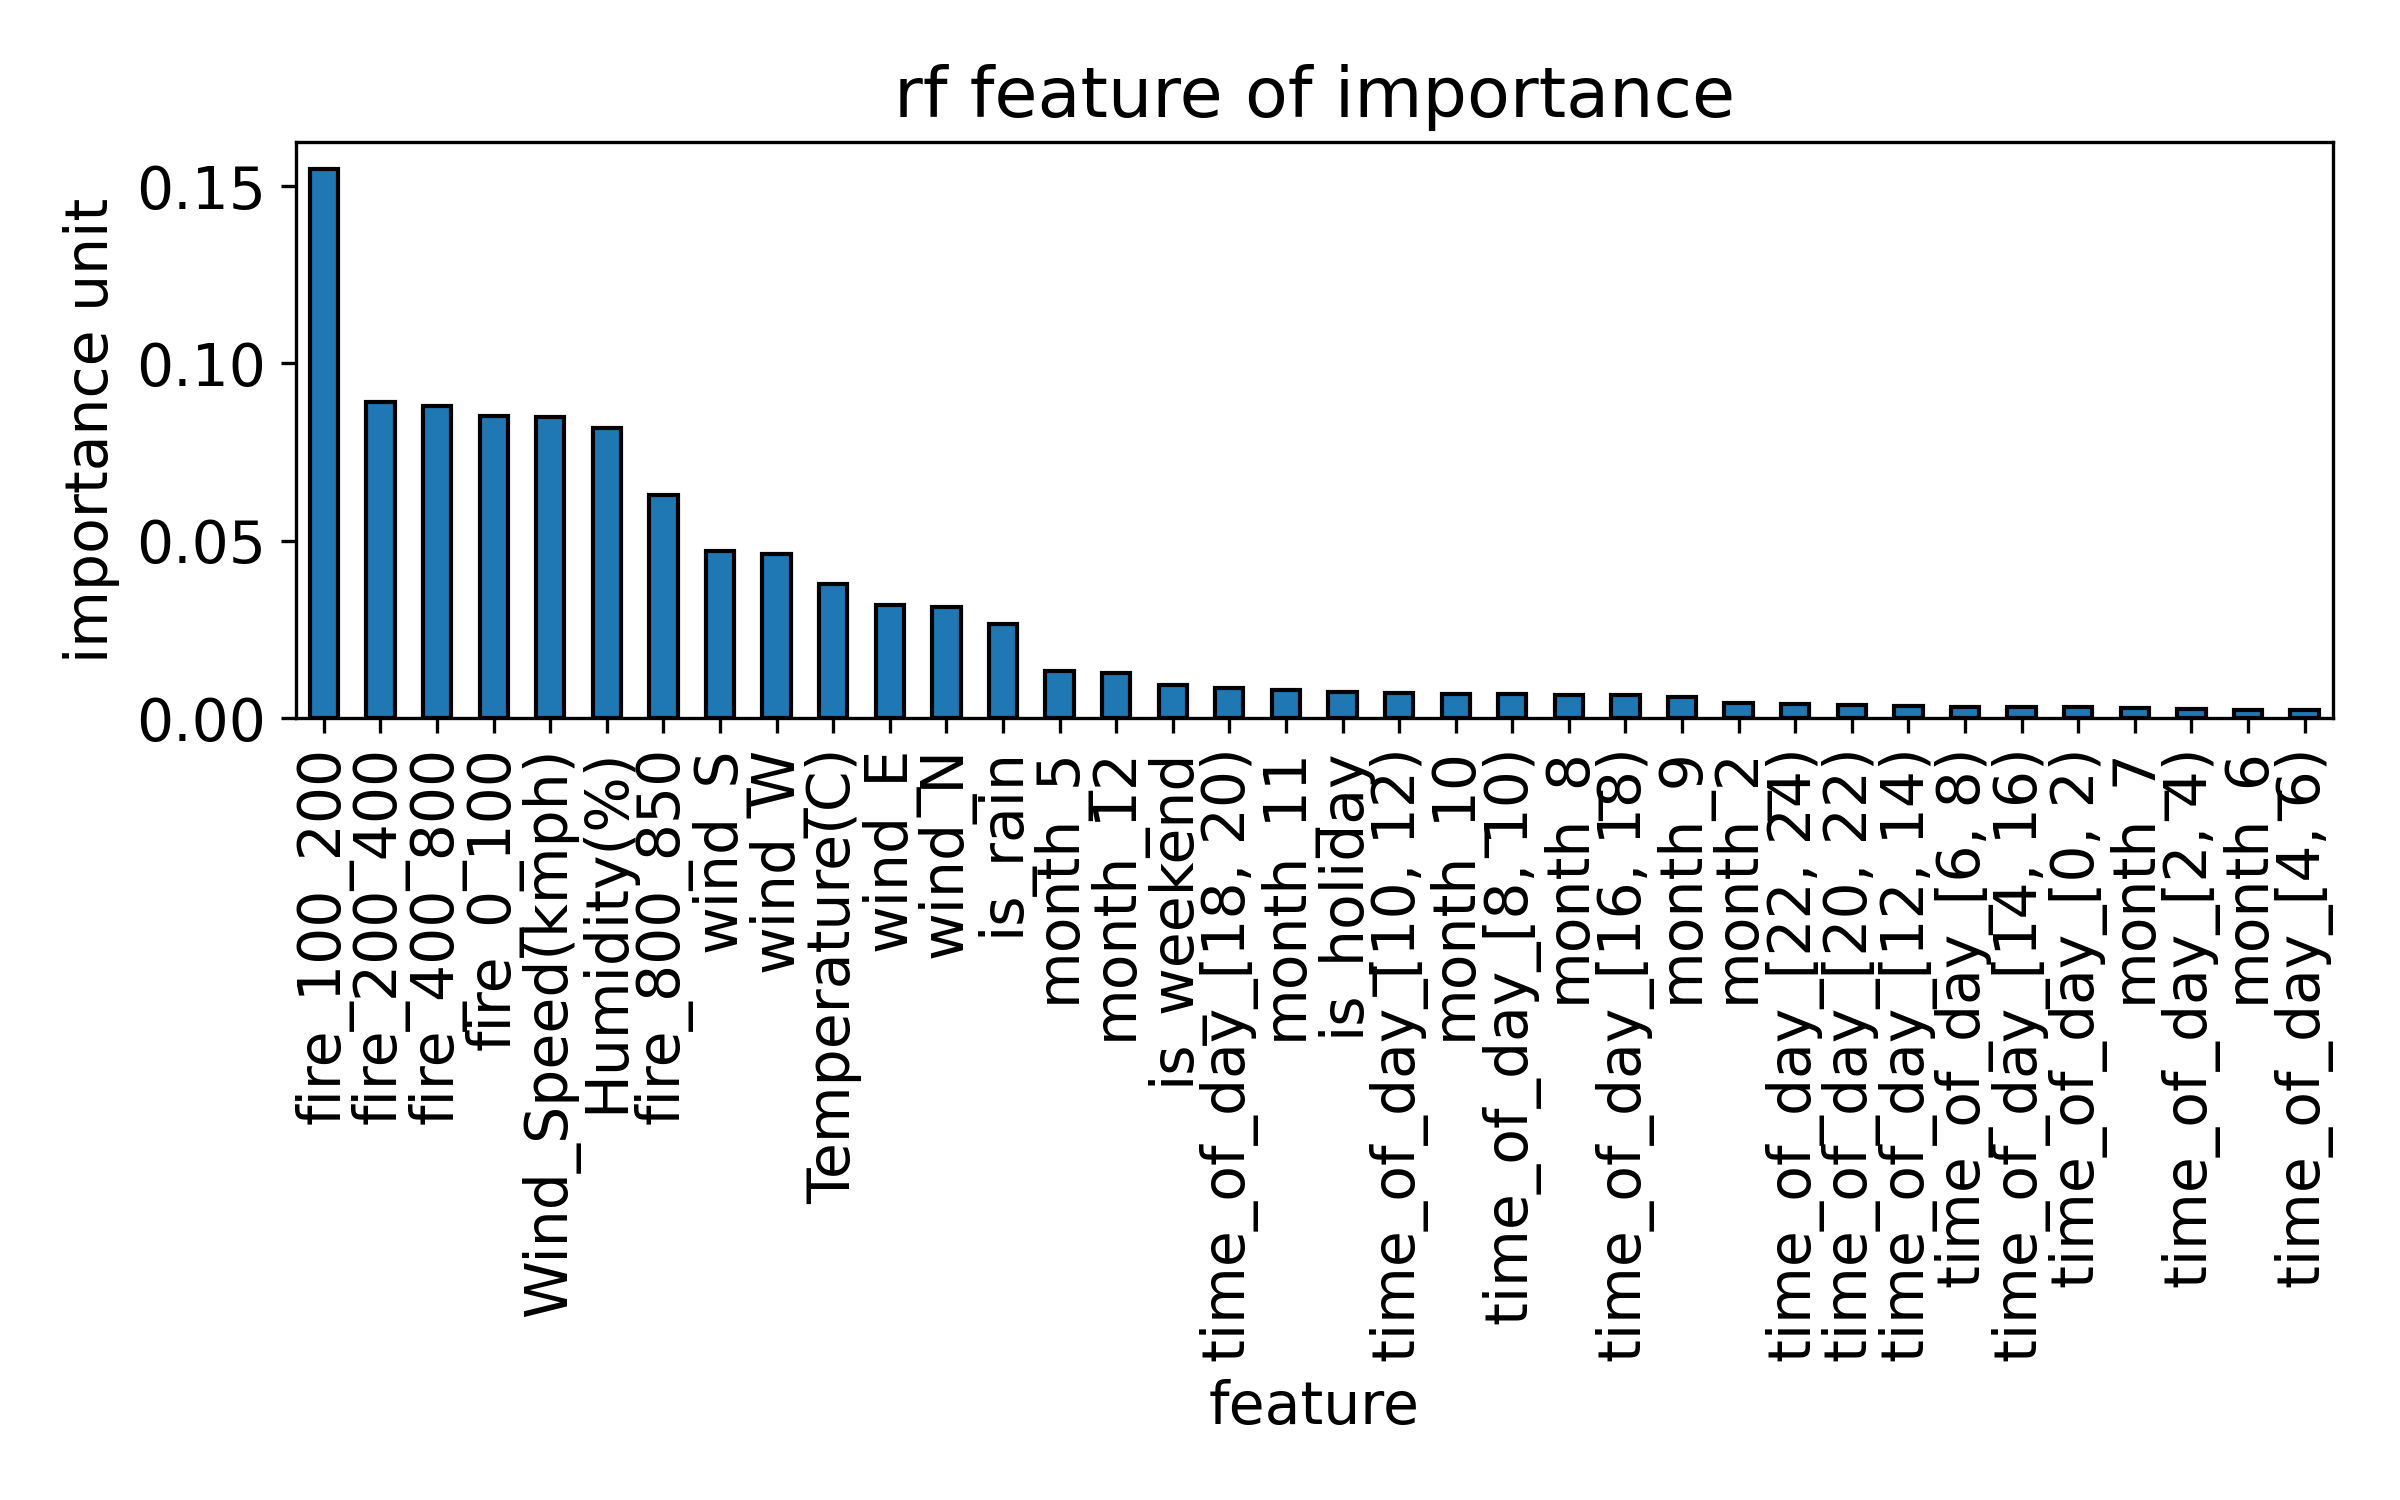 rf feature of importance
importance unit
0.15
0.10
0.05
0.00
fire_100_200
fire_200_400
fire_400_800
fire_0_100
Wind_Speed(kmph)
Humidity(%)
fire_800_850
wind_S
wind_W
Temperature(C)
wind_E
wind_N
is_rain
month_5
month_12
is_weekend
time_of_day_[18, 20)
month_11
is_holiday
time_of_day_[10, 12)
month_10
time_of_day_[8, 10)
month_8
time_of_day_[16, 18)
month_9
month_2
time_of_day_[22, 24)
time_of_day_[20, 22)
time_of_day_[12, 14)
time_of_day_[6, 8)
time_of_day_[14, 16)
time_of_day_[0, 2)
month_7
time_of_day_[2, 4)
month_6
time_of_day_[4, 6)
feature